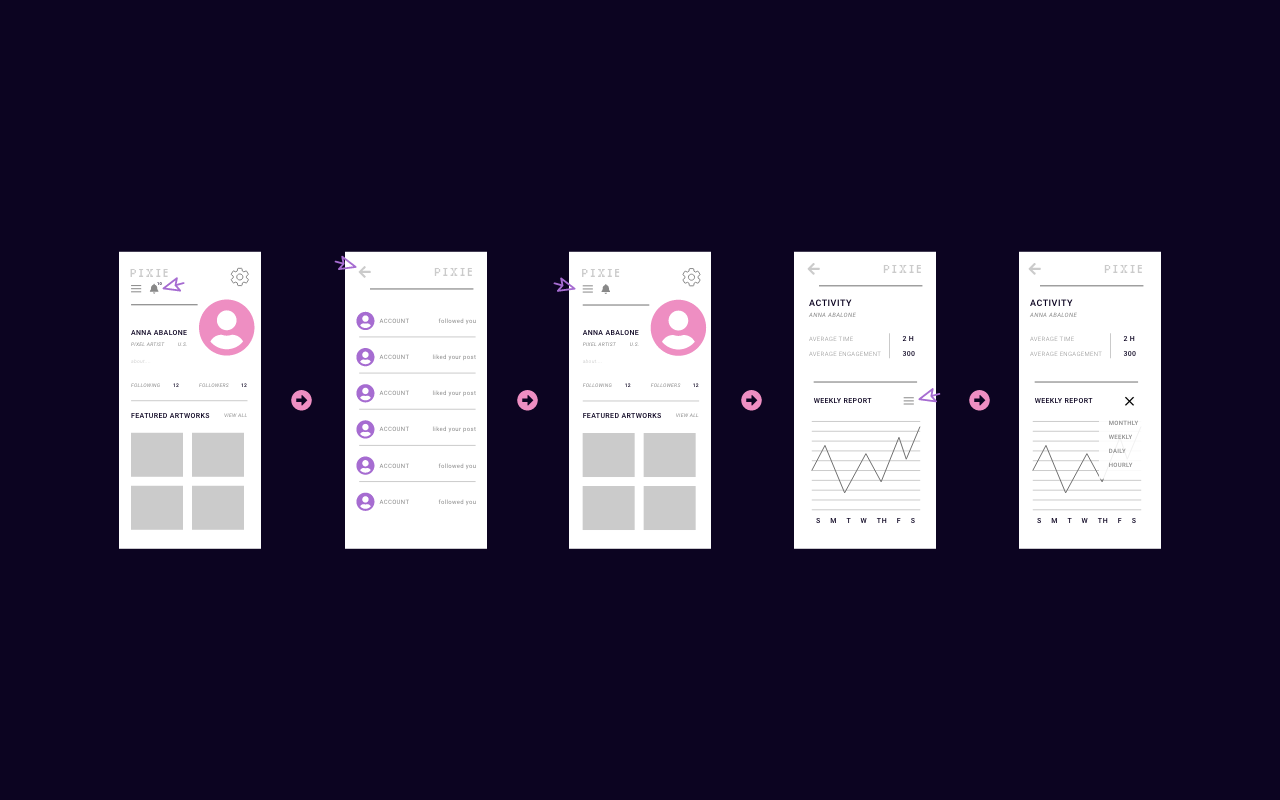 PIXIE
10
ANNA ABALONE
PIXEL ARTIST U.S.
FOLLOWING 12 FOLLOWERS 12
FEATURED ARTWORKS VIEW ALL
PIXIE
ACCOUNT followed you
ACCOUNT liked your post
ACCOUNT liked your post
ACCOUNT liked your post
ACCOUNT followed you
ACCOUNT followed you
PIXIE
ANNA ABALONE
PIXEL ARTIST U.S.
FOLLOWING 12 FOLLOWERS 12
FEATURED ARTWORKS VIEW ALL
PIXIE
ACTIVITY
ANNA ABALONE
AVERAGE TIME 2 H
AVERAGE ENGAGEMENT 300
WEEKLY REPORT
S M T W TH F S
PIXIE
ACTIVITY
ANNA ABALONE
AVERAGE TIME 2 H
AVERAGE ENGAGEMENT 300
WEEKLY REPORT
MONTHLY
WEEKLY
DAILY
HOURLY
S M T W TH F S